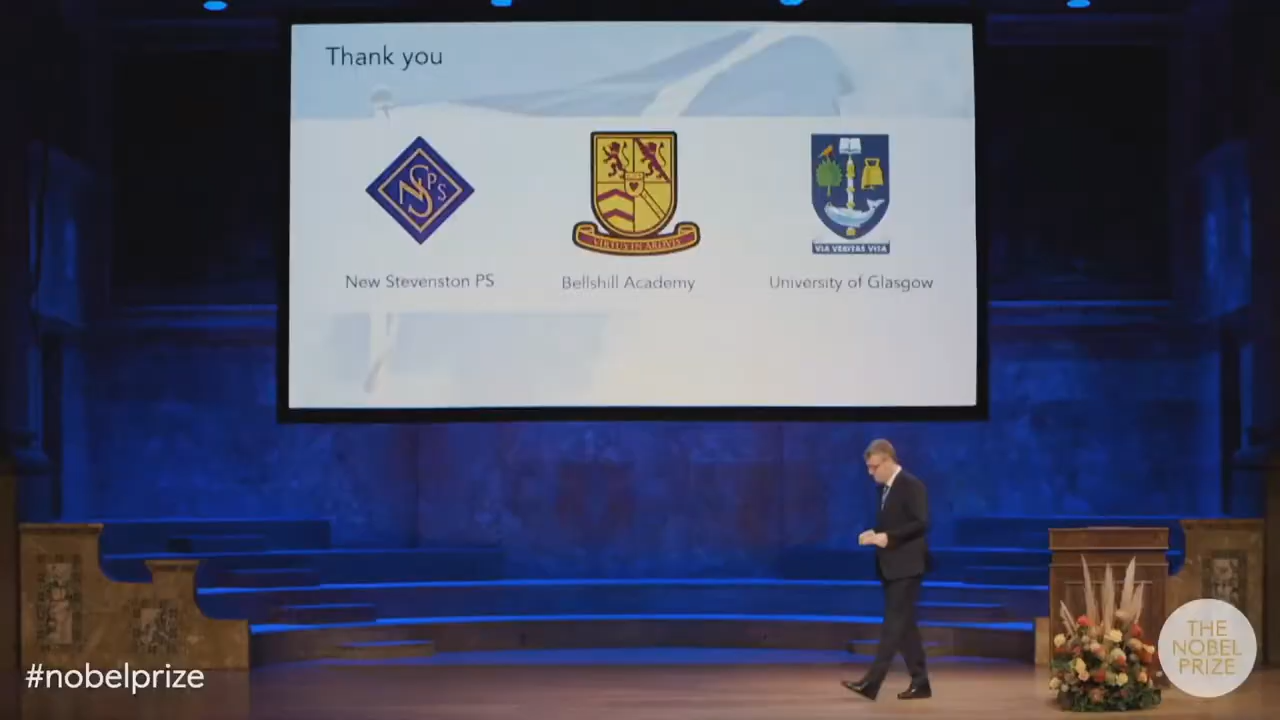 Thank you
NSPS
VIRTUS IN ARDUIS
VIA VERITAS VITA
New Stevenston PS
Bellshill Academy
University of Glasgow
#nobelprize
THE
NOBEL
PRIZE